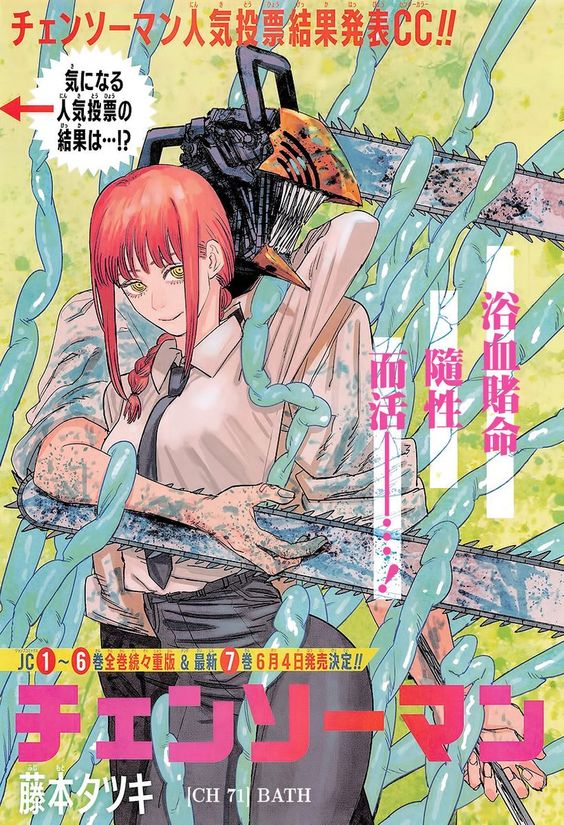 チェンソーマン人気投票結果発表CC!!
気になる
人気投票の
結果は…!?
浴血賭命
隨性
而活——…!
JC①〜⑥巻全巻続々重版 & 最新⑦巻 6月4日発売決定!!
チェンソーマン
藤本タツキ
[CH 71] BATH